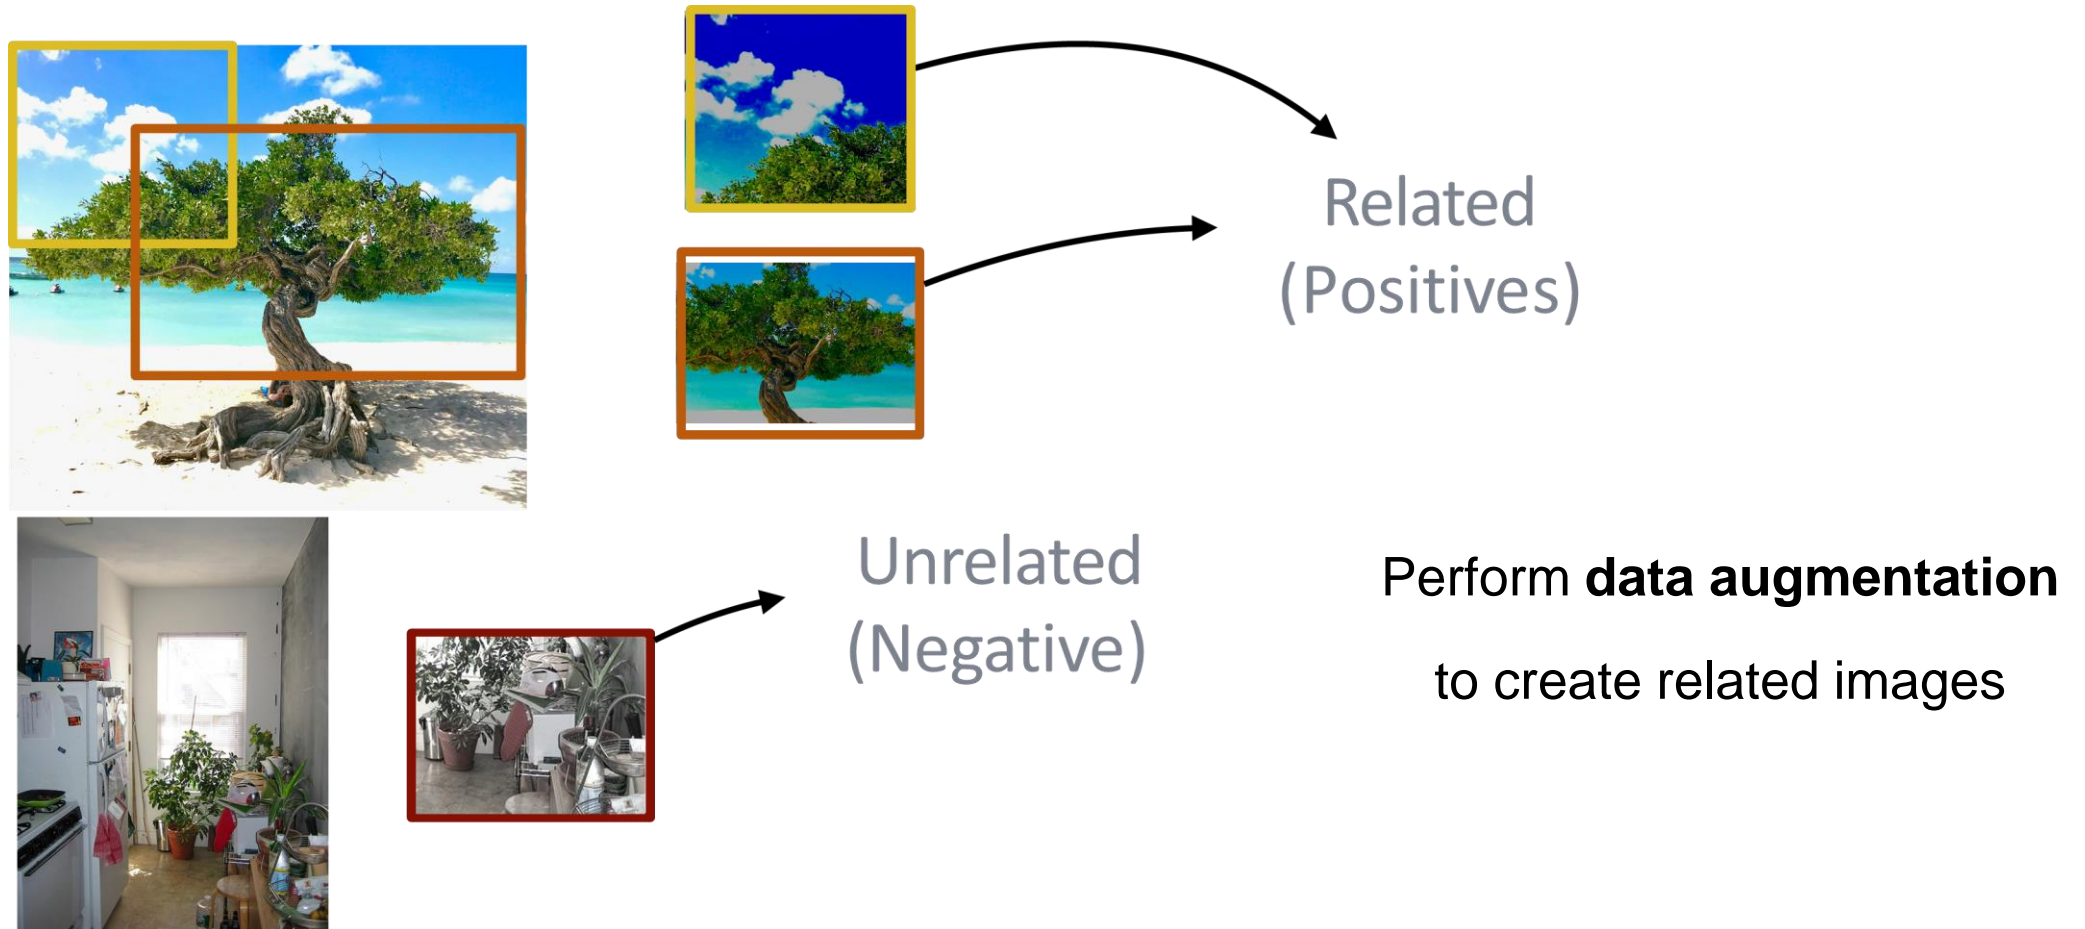 Related
(Positives)
Unrelated
(Negative)
Perform data augmentation
to create related images